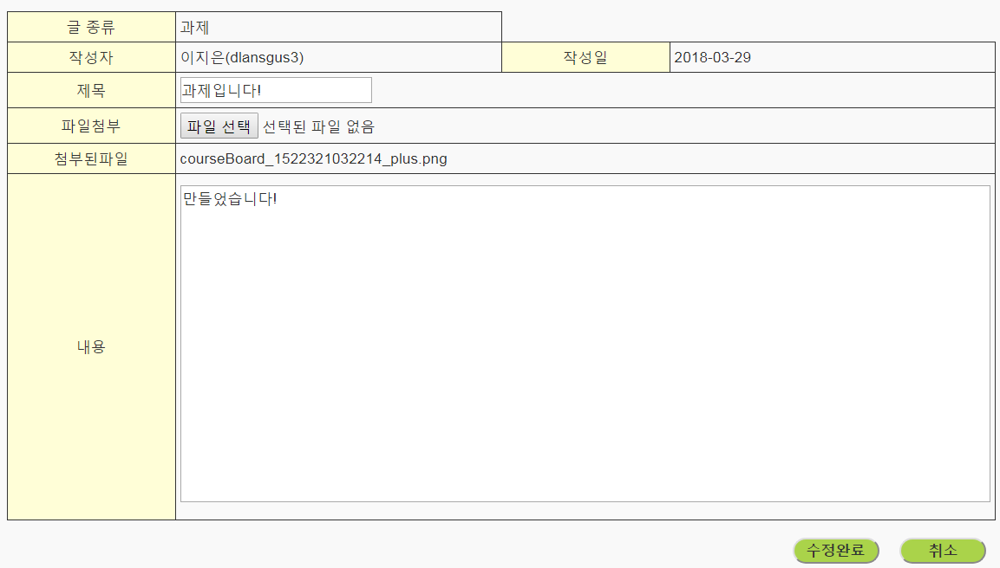 글 종류 과제
작성자 이지은(dlansgus3) 작성일 2018-03-29
제목 과제입니다!
파일첨부 파일 선택 선택된 파일 없음
첨부된파일 courseBoard_1522321032214_plus.png
내용 만들었습니다!
수정완료 취소